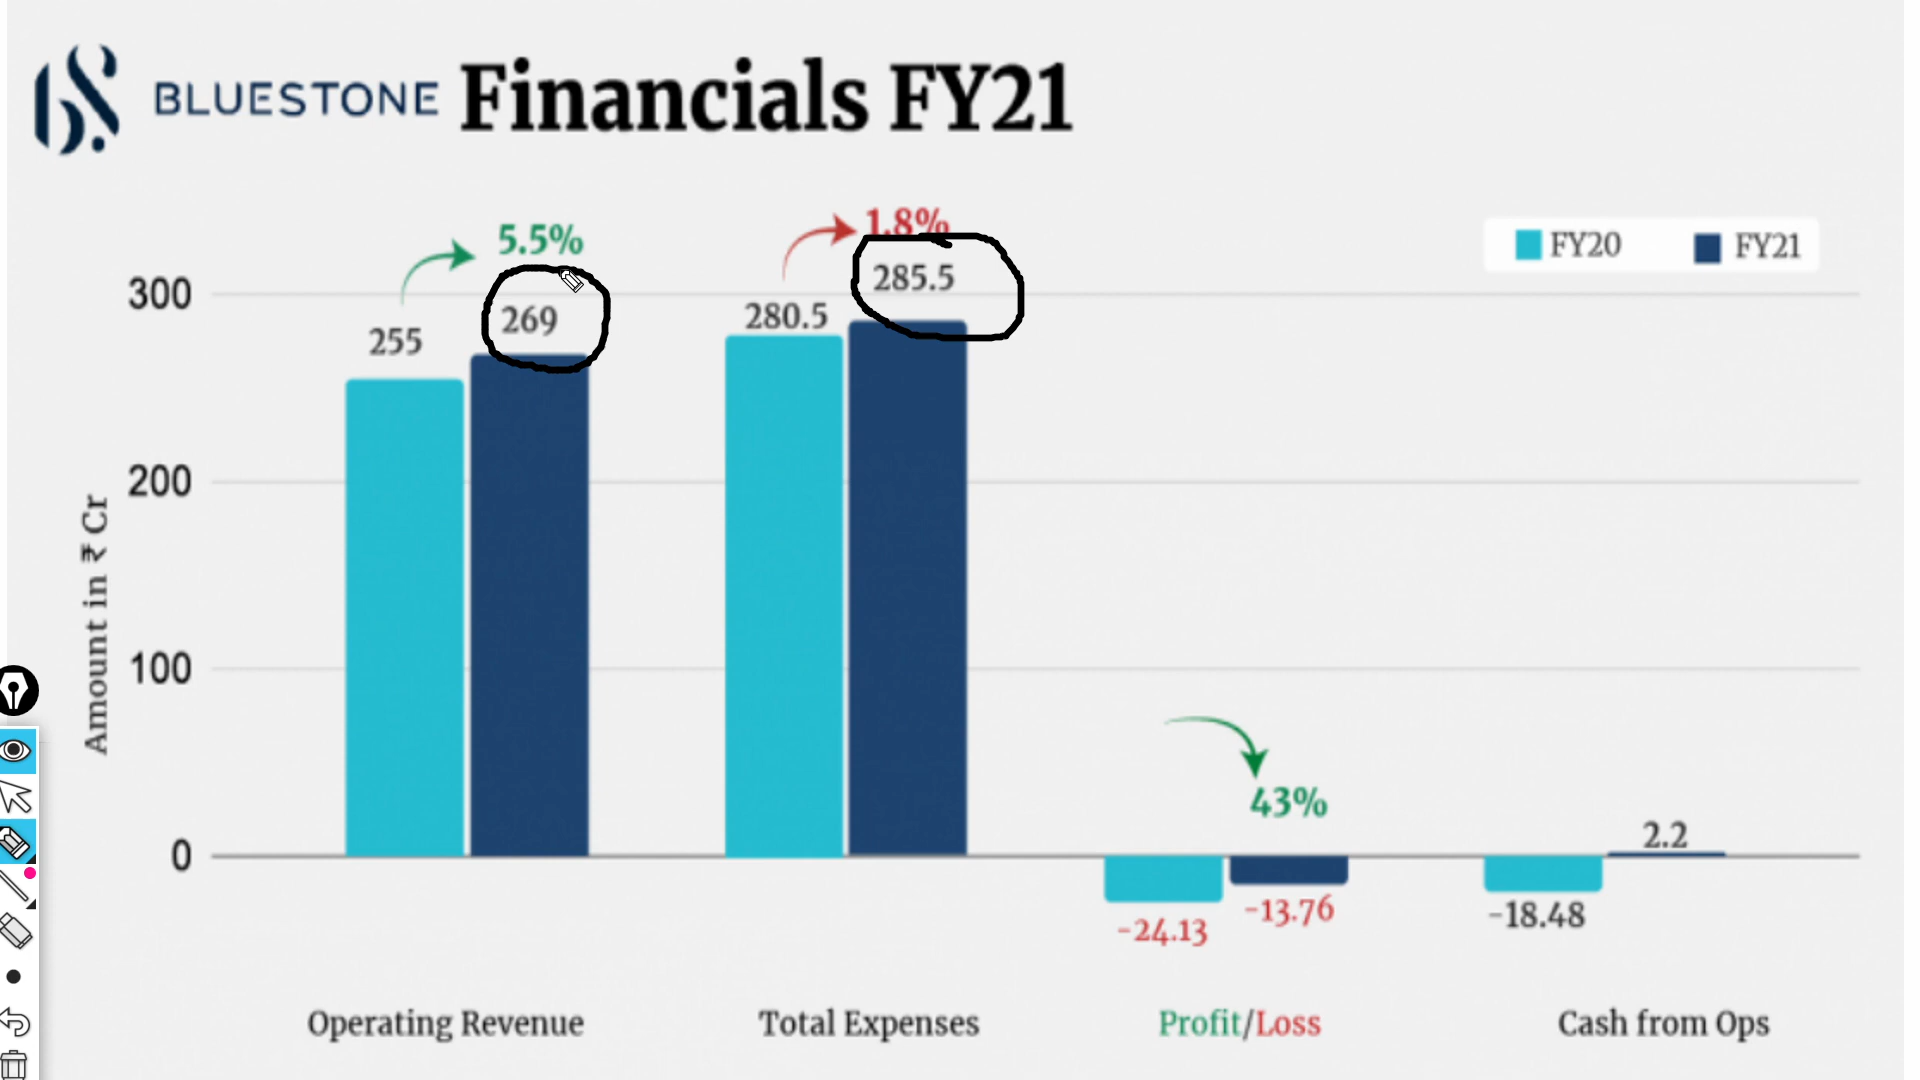 BLUESTONE Financials FY21
5.5%
1.8%
FY20 FY21
300
255
269
280.5
285.5
200
100
0
Amount in ₹ Cr
43%
-24.13
-13.76
-18.48
2.2
Operating Revenue
Total Expenses
Profit/Loss
Cash from Ops